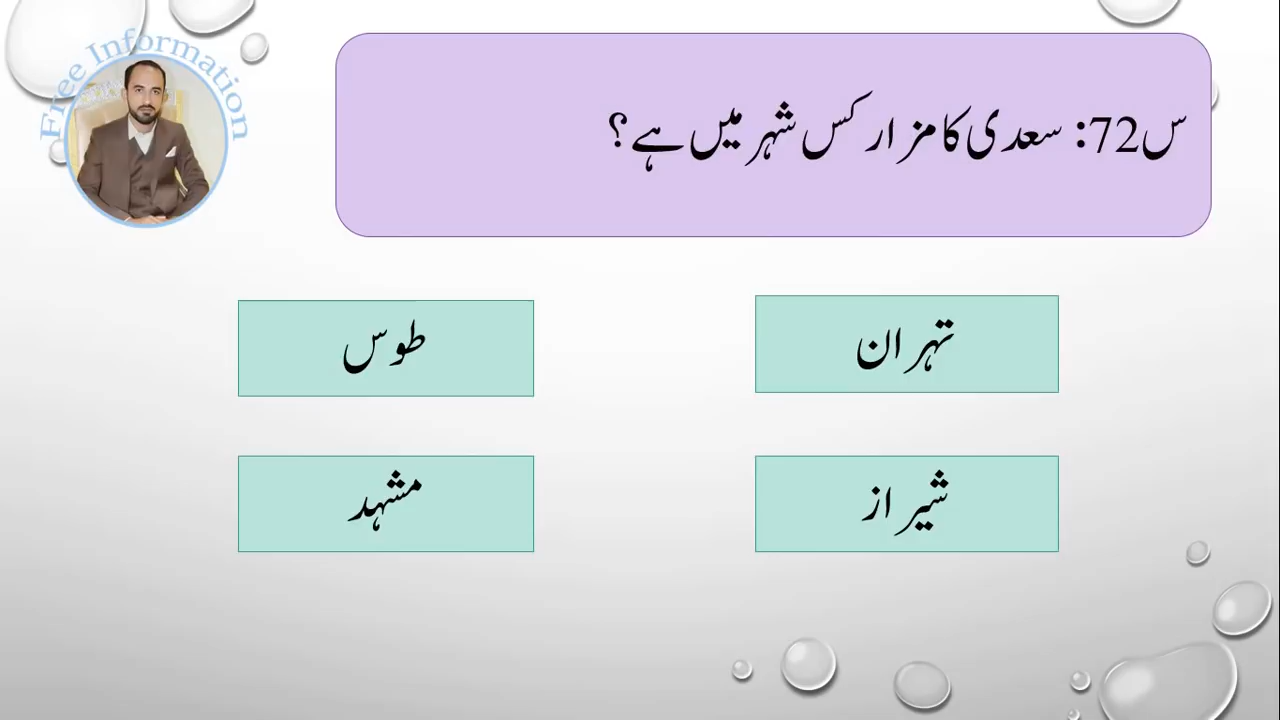 Free Information
س72: سعدی کا مزار کس شہر میں ہے؟
تہران
طوس
شیراز
مشہد